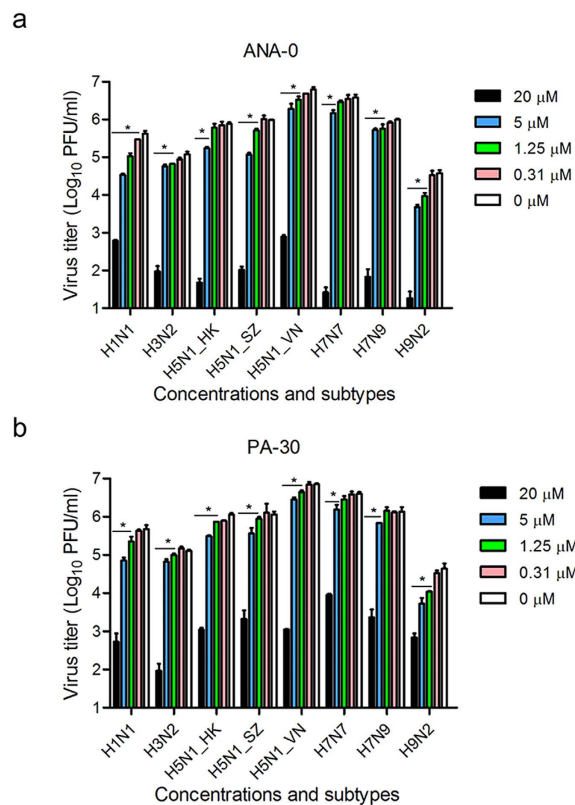 a
ANA-0
Virus titer (Log10 PFU/ml)
7
6
5
4
3
2
1
* * * * * * * *
H1N1
H3N2
H5N1_HK
H5N1_SZ
H5N1_VN
H7N7
H7N9
H9N2
Concentrations and subtypes
20 μM
5 μM
1.25 μM
0.31 μM
0 μM
b
PA-30
Virus titer (Log10 PFU/ml)
7
6
5
4
3
2
1
* * * * * * * *
H1N1
H3N2
H5N1_HK
H5N1_SZ
H5N1_VN
H7N7
H7N9
H9N2
Concentrations and subtypes
20 μM
5 μM
1.25 μM
0.31 μM
0 μM